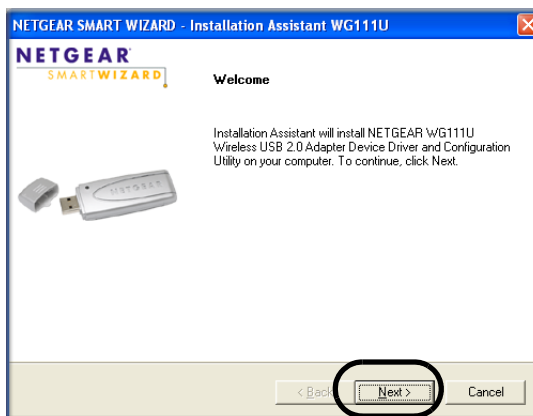 NETGEAR SMART WIZARD - Installation Assistant WG111U
NETGEAR
SMARTWIZARD
Welcome
Installation Assistant will install NETGEAR WG111U
Wireless USB 2.0 Adapter Device Driver and Configuration
Utility on your computer. To continue, click Next.
NETGEAR
< Back
Next >
Cancel